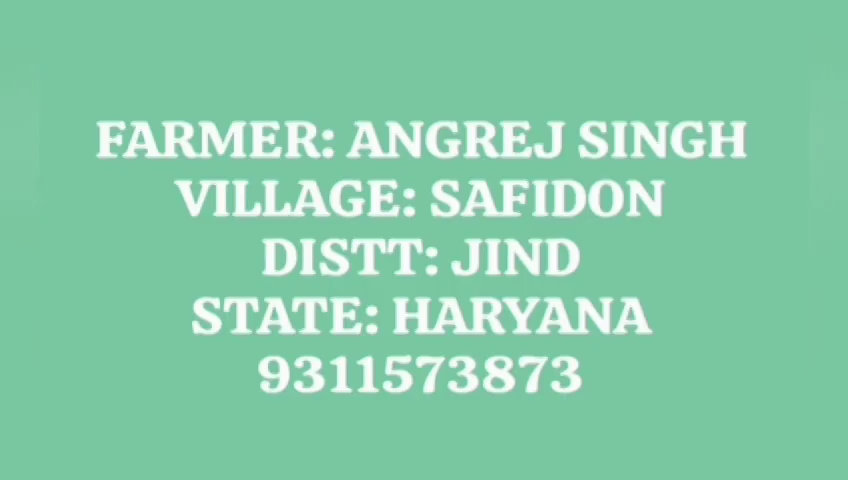 FARMER: ANGREJ SINGH
VILLAGE: SAFIDON
DISTT: JIND
STATE: HARYANA
9311573873